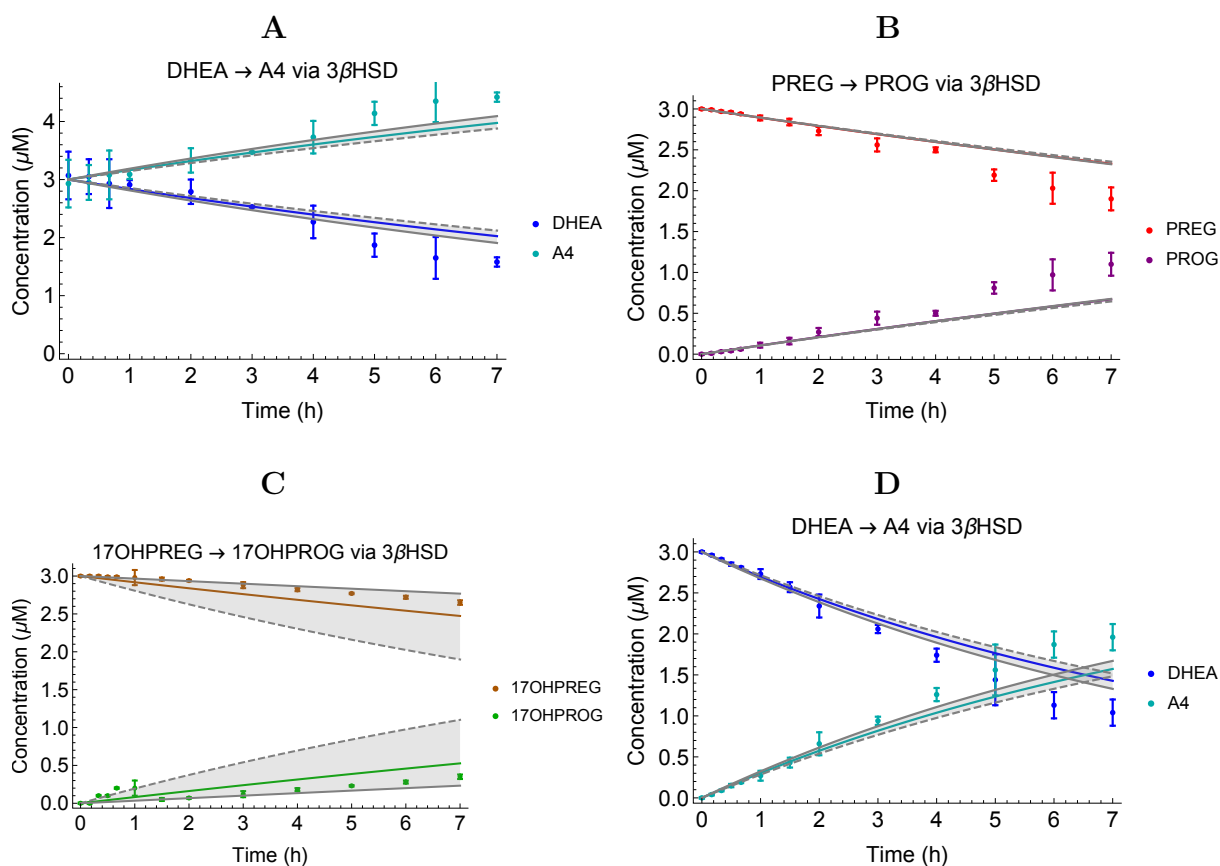 A
DHEA → A4 via 3βHSD
Concentration (μM)
4
3
2
1
0
0 1 2 3 4 5 6 7
Time (h)
DHEA
A4
B
PREG → PROG via 3βHSD
Concentration (μM)
3.0
2.5
2.0
1.5
1.0
0.5
0.0
0 1 2 3 4 5 6 7
Time (h)
PREG
PROG
C
17OHPREG → 17OHPROG via 3βHSD
Concentration (μM)
3.0
2.5
2.0
1.5
1.0
0.5
0.0
0 1 2 3 4 5 6 7
Time (h)
17OHPREG
17OHPROG
D
DHEA → A4 via 3βHSD
Concentration (μM)
3.0
2.5
2.0
1.5
1.0
0.5
0.0
0 1 2 3 4 5 6 7
Time (h)
DHEA
A4